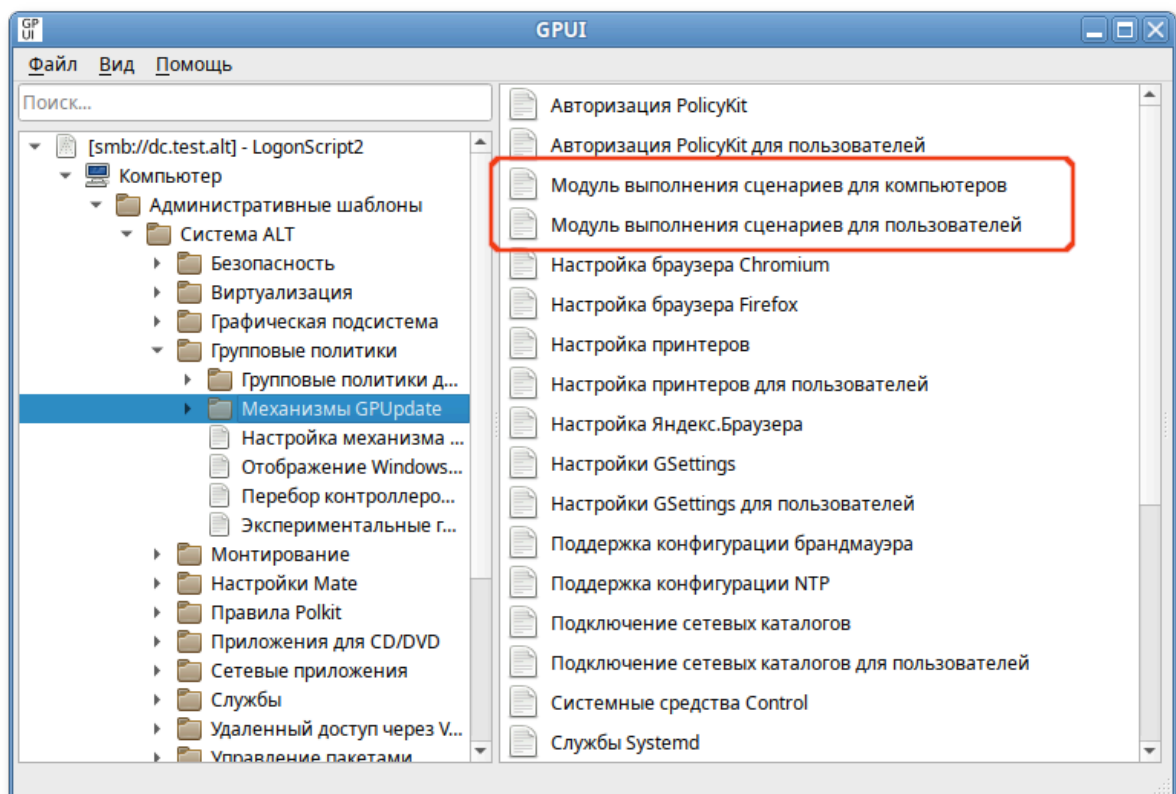 GPUI
GPUI
Файл Вид Помощь
Поиск...
[smb://dc.test.alt] - LogonScript2
Компьютер
Административные шаблоны
Система ALT
Безопасность
Виртуализация
Графическая подсистема
Групповые политики
Групповые политики д...
Механизмы GPUpdate
Настройка механизма ...
Отображение Windows...
Перебор контроллеро...
Экспериментальные г...
Монтирование
Настройки Mate
Правила Polkit
Приложения для CD/DVD
Сетевые приложения
Службы
Удаленный доступ через V...
Управление пакетами
Авторизация PolicyKit
Авторизация PolicyKit для пользователей
Модуль выполнения сценариев для компьютеров
Модуль выполнения сценариев для пользователей
Настройка браузера Chromium
Настройка браузера Firefox
Настройка принтеров
Настройка принтеров для пользователей
Настройка Яндекс.Браузера
Настройки GSettings
Настройки GSettings для пользователей
Поддержка конфигурации брандмауэра
Поддержка конфигурации NTP
Подключение сетевых каталогов
Подключение сетевых каталогов для пользователей
Системные средства Control
Службы Systemd